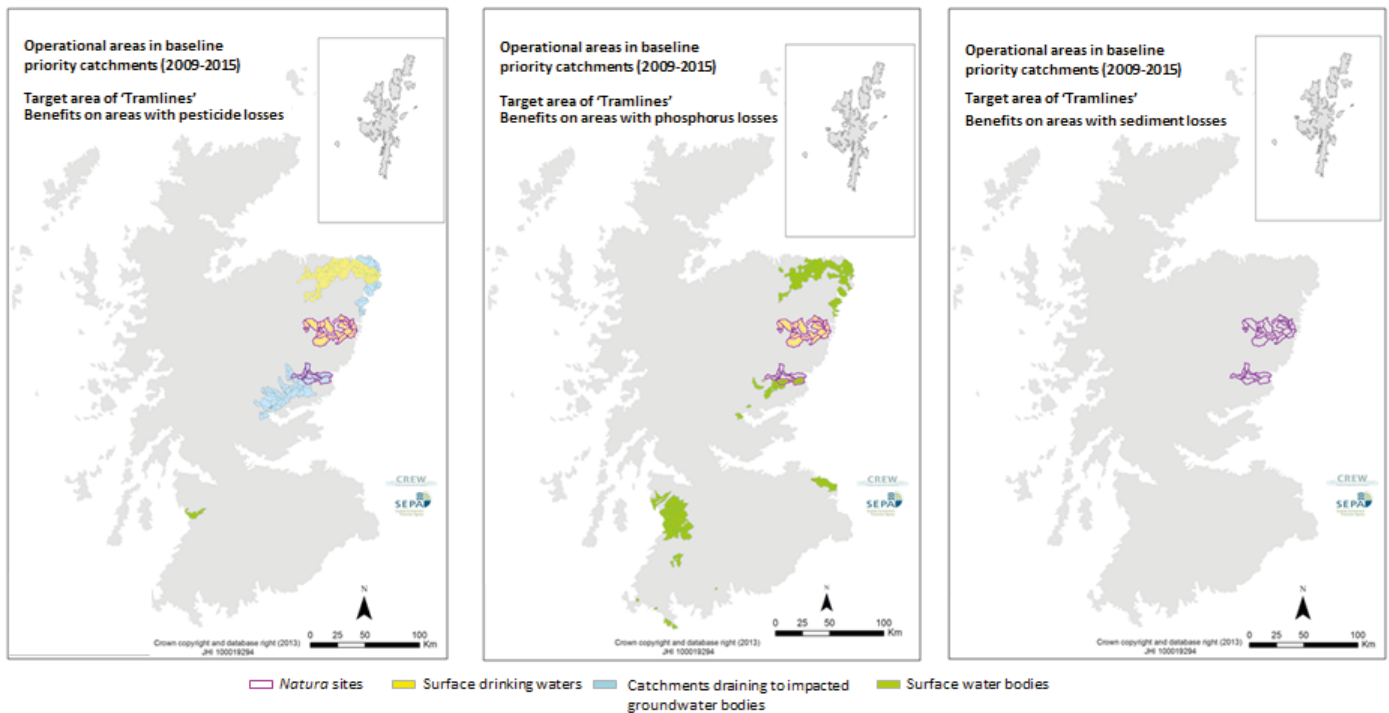 Operational areas in baseline
priority catchments (2009-2015)
Target area of 'Tramlines'
Benefits on areas with pesticide losses
CREW
SEPA
N
0 25 50 100
Km
Crown copyright and database right (2013)
JHI 100019294
Operational areas in baseline
priority catchments (2009-2015)
Target area of 'Tramlines'
Benefits on areas with phosphorus losses
CREW
SEPA
N
0 25 50 100
Km
Crown copyright and database right (2013)
JHI 100019294
Operational areas in baseline
priority catchments (2009-2015)
Target area of 'Tramlines'
Benefits on areas with sediment losses
CREW
SEPA
N
0 25 50 100
Km
Crown copyright and database right (2013)
JHI 100019294
Natura sites
Surface drinking waters
Catchments draining to impacted
groundwater bodies
Surface water bodies